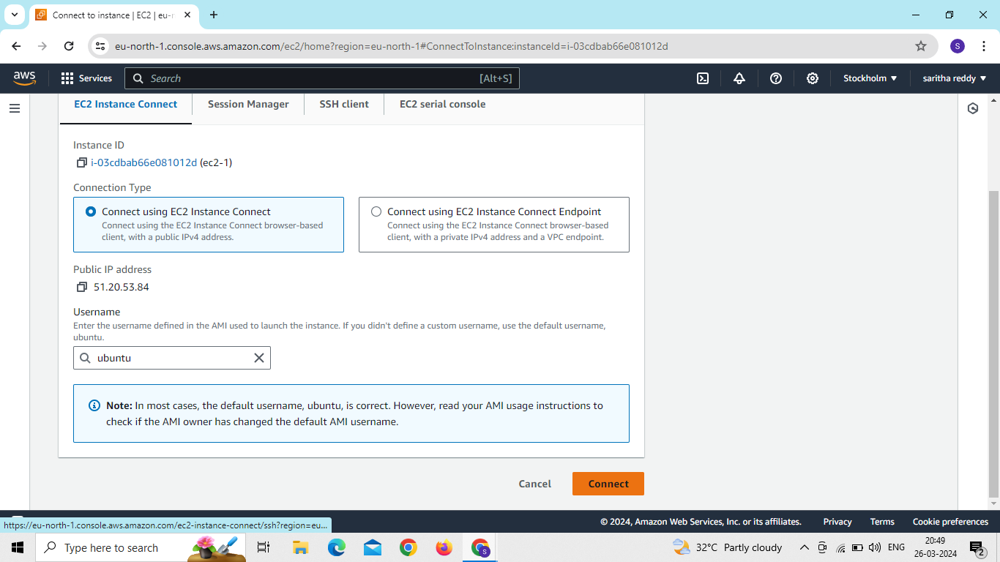 Connect to instance | EC2 | eu-n
eu-north-1.console.aws.amazon.com/ec2/home?region=eu-north-1#ConnectToInstance:instanceId=i-03cdbab66e081012d
S
aws
Services
Search
[Alt+S]
Stockholm
saritha reddy
EC2 Instance Connect
Session Manager
SSH client
EC2 serial console
Instance ID
i-03cdbab66e081012d (ec2-1)
Connection Type
Connect using EC2 Instance Connect
Connect using the EC2 Instance Connect browser-based
client, with a public IPv4 address.
Connect using EC2 Instance Connect Endpoint
Connect using the EC2 Instance Connect browser-based
client, with a private IPv4 address and a VPC endpoint.
Public IP address
51.20.53.84
Username
Enter the username defined in the AMI used to launch the instance. If you didn't define a custom username, use the default username,
ubuntu.
ubuntu
Note: In most cases, the default username, ubuntu, is correct. However, read your AMI usage instructions to
check if the AMI owner has changed the default AMI username.
Cancel
Connect
https://eu-north-1.console.aws.amazon.com/ec2-instance-connect/ssh?region=eu...
© 2024, Amazon Web Services, Inc. or its affiliates.
Privacy
Terms
Cookie preferences
Type here to search
S
32°C Partly cloudy
ENG
20:49
26-03-2024
2